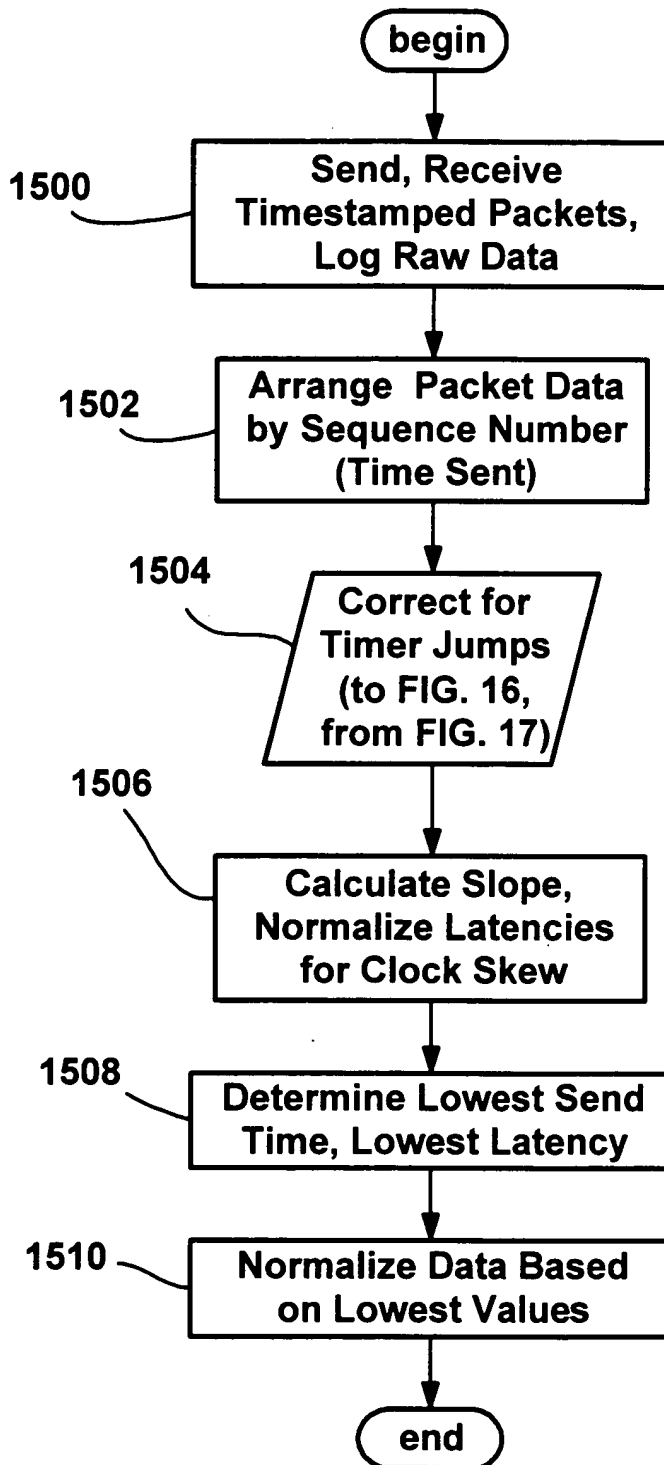 begin
1500
Send, Receive
Timestamped Packets,
Log Raw Data
1502
Arrange Packet Data
by Sequence Number
(Time Sent)
1504
Correct for
Timer Jumps
(to FIG. 16,
from FIG. 17)
1506
Calculate Slope,
Normalize Latencies
for Clock Skew
1508
Determine Lowest Send
Time, Lowest Latency
1510
Normalize Data Based
on Lowest Values
end